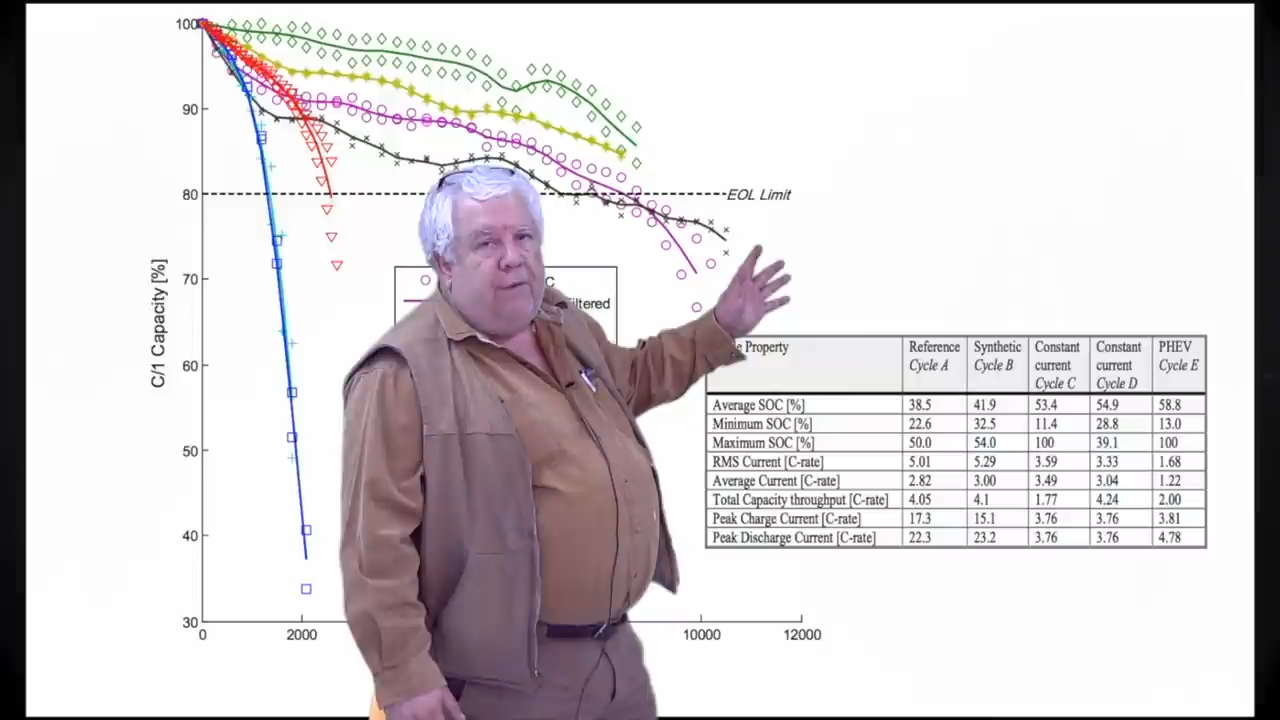 100
90
80
70
60
50
40
30
C/1 Capacity [%]
0
2000
10000
12000
EOL Limit
C
filtered
Property Reference Synthetic Constant Constant PHEV
Cycle A Cycle B current current Cycle E
Cycle C Cycle D
Average SOC [%] 38.5 41.9 53.4 54.9 58.8
Minimum SOC [%] 22.6 32.5 11.4 28.8 13.0
Maximum SOC [%] 50.0 54.0 100 39.1 100
RMS Current [C-rate] 5.01 5.29 3.59 3.33 1.68
Average Current [C-rate] 2.82 3.00 3.49 3.04 1.22
Total Capacity throughput [C-rate] 4.05 4.1 1.77 4.24 2.00
Peak Charge Current [C-rate] 17.3 15.1 3.76 3.76 3.81
Peak Discharge Current [C-rate] 22.3 23.2 3.76 3.76 4.78